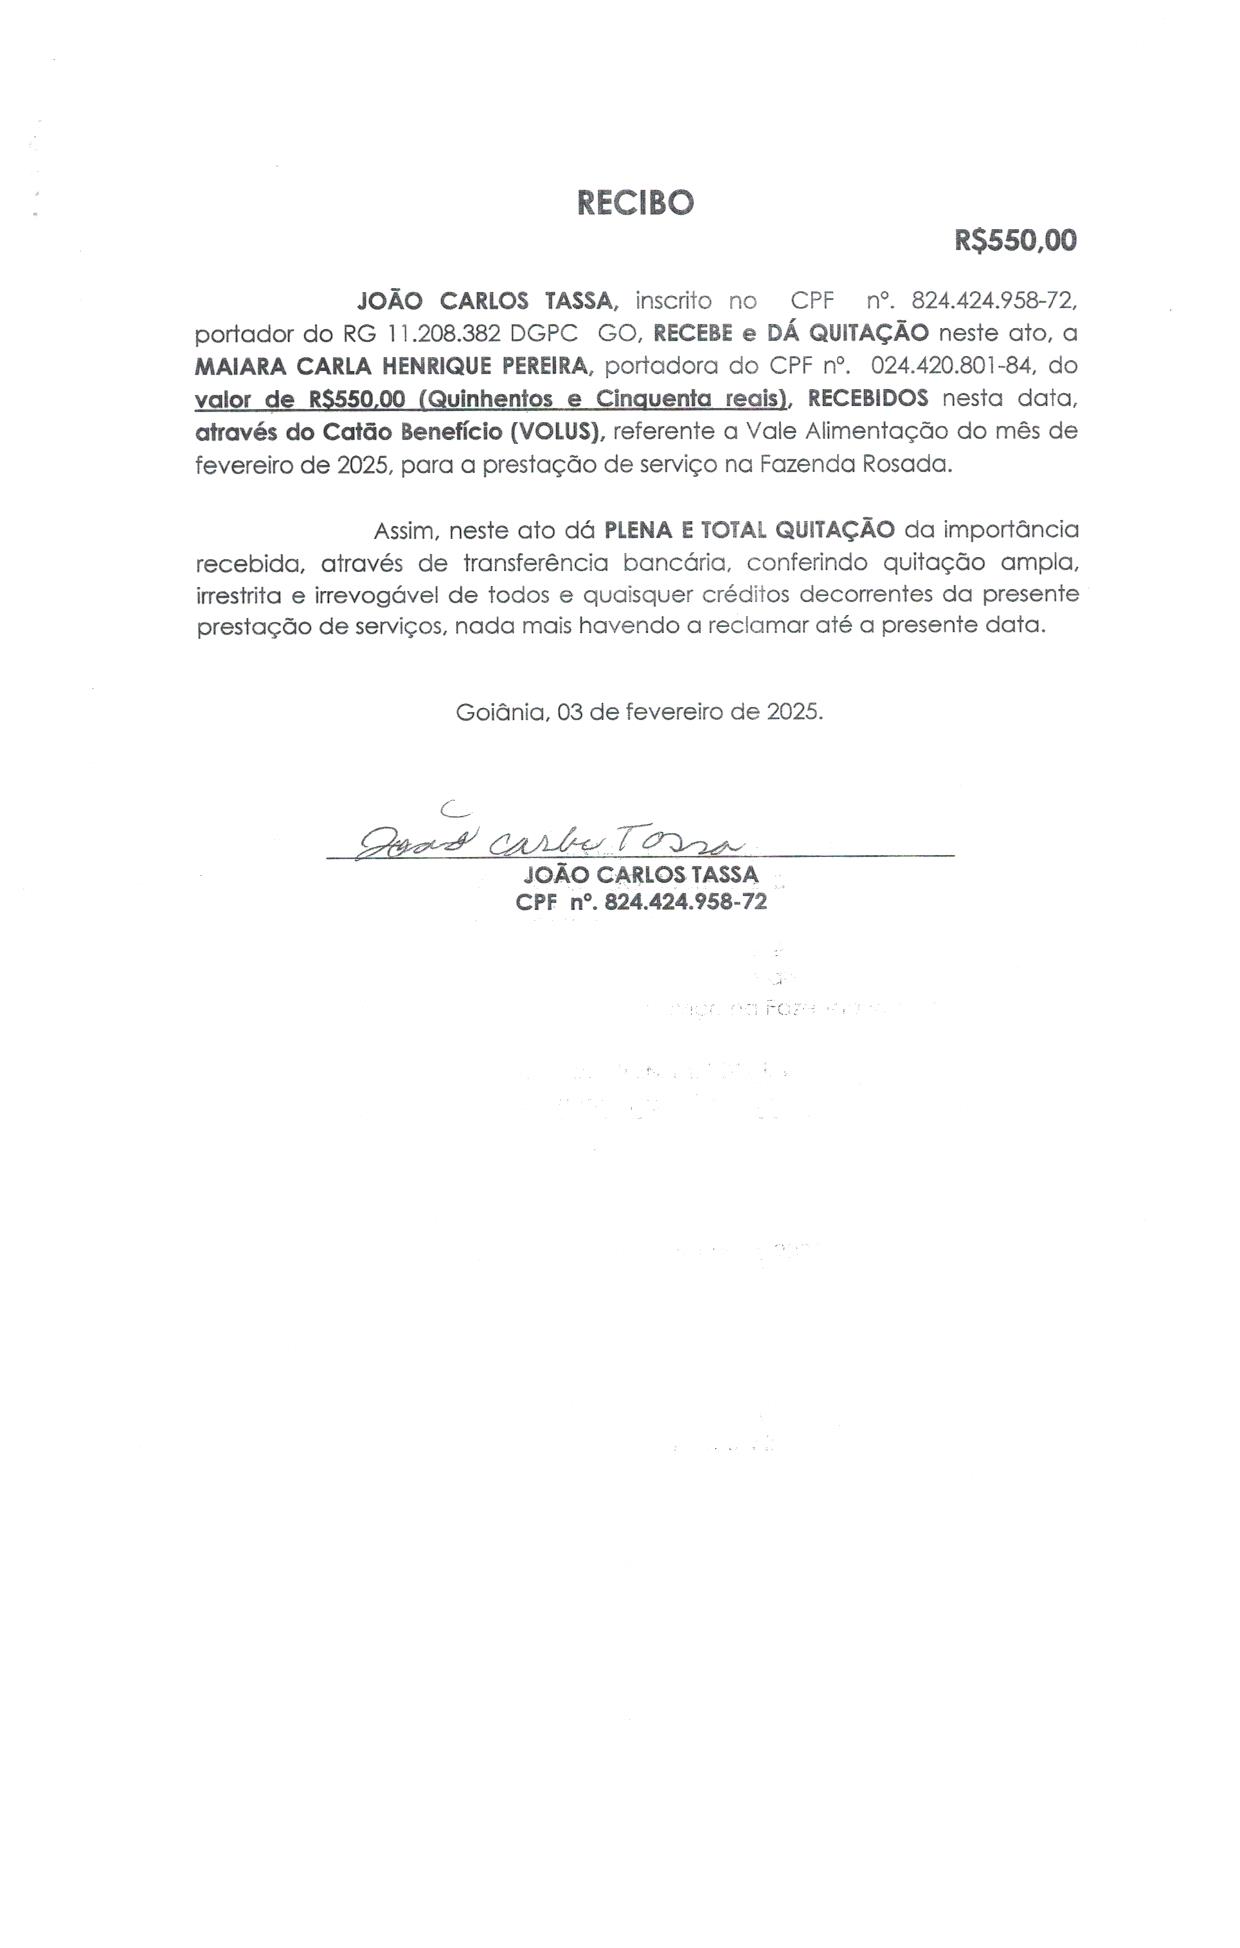 RECIBO
R$550,00
JOÃO CARLOS TASSA, inscrito no CPF nº. 824.424.958-72,
portador do RG 11.208.382 DGPC GO, RECEBE e DÁ QUITAÇÃO neste ato, a
MAIARA CARLA HENRIQUE PEREIRA, portadora do CPF nº. 024.420.801-84, do
valor de R$550,00 (Quinhentos e Cinquenta reais), RECEBIDOS nesta data,
através do Catão Benefício (VOLUS), referente a Vale Alimentação do mês de
fevereiro de 2025, para a prestação de serviço na Fazenda Rosada.
Assim, neste ato dá PLENA E TOTAL QUITAÇÃO da importância
recebida, através de transferência bancária, conferindo quitação ampla,
irrestrita e irrevogável de todos e quaisquer créditos decorrentes da presente
prestação de serviços, nada mais havendo a reclamar até a presente data.
Goiânia, 03 de fevereiro de 2025.
João Carlos Tassa
JOÃO CARLOS TASSA
CPF nº. 824.424.958-72